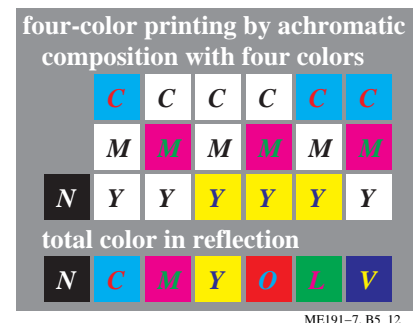 four-color printing by achromatic
composition with four colors
C C C C C C
M M M M M M
N Y Y Y Y Y Y
total color in reflection
N C M Y O L V
ME191-7, B5_12